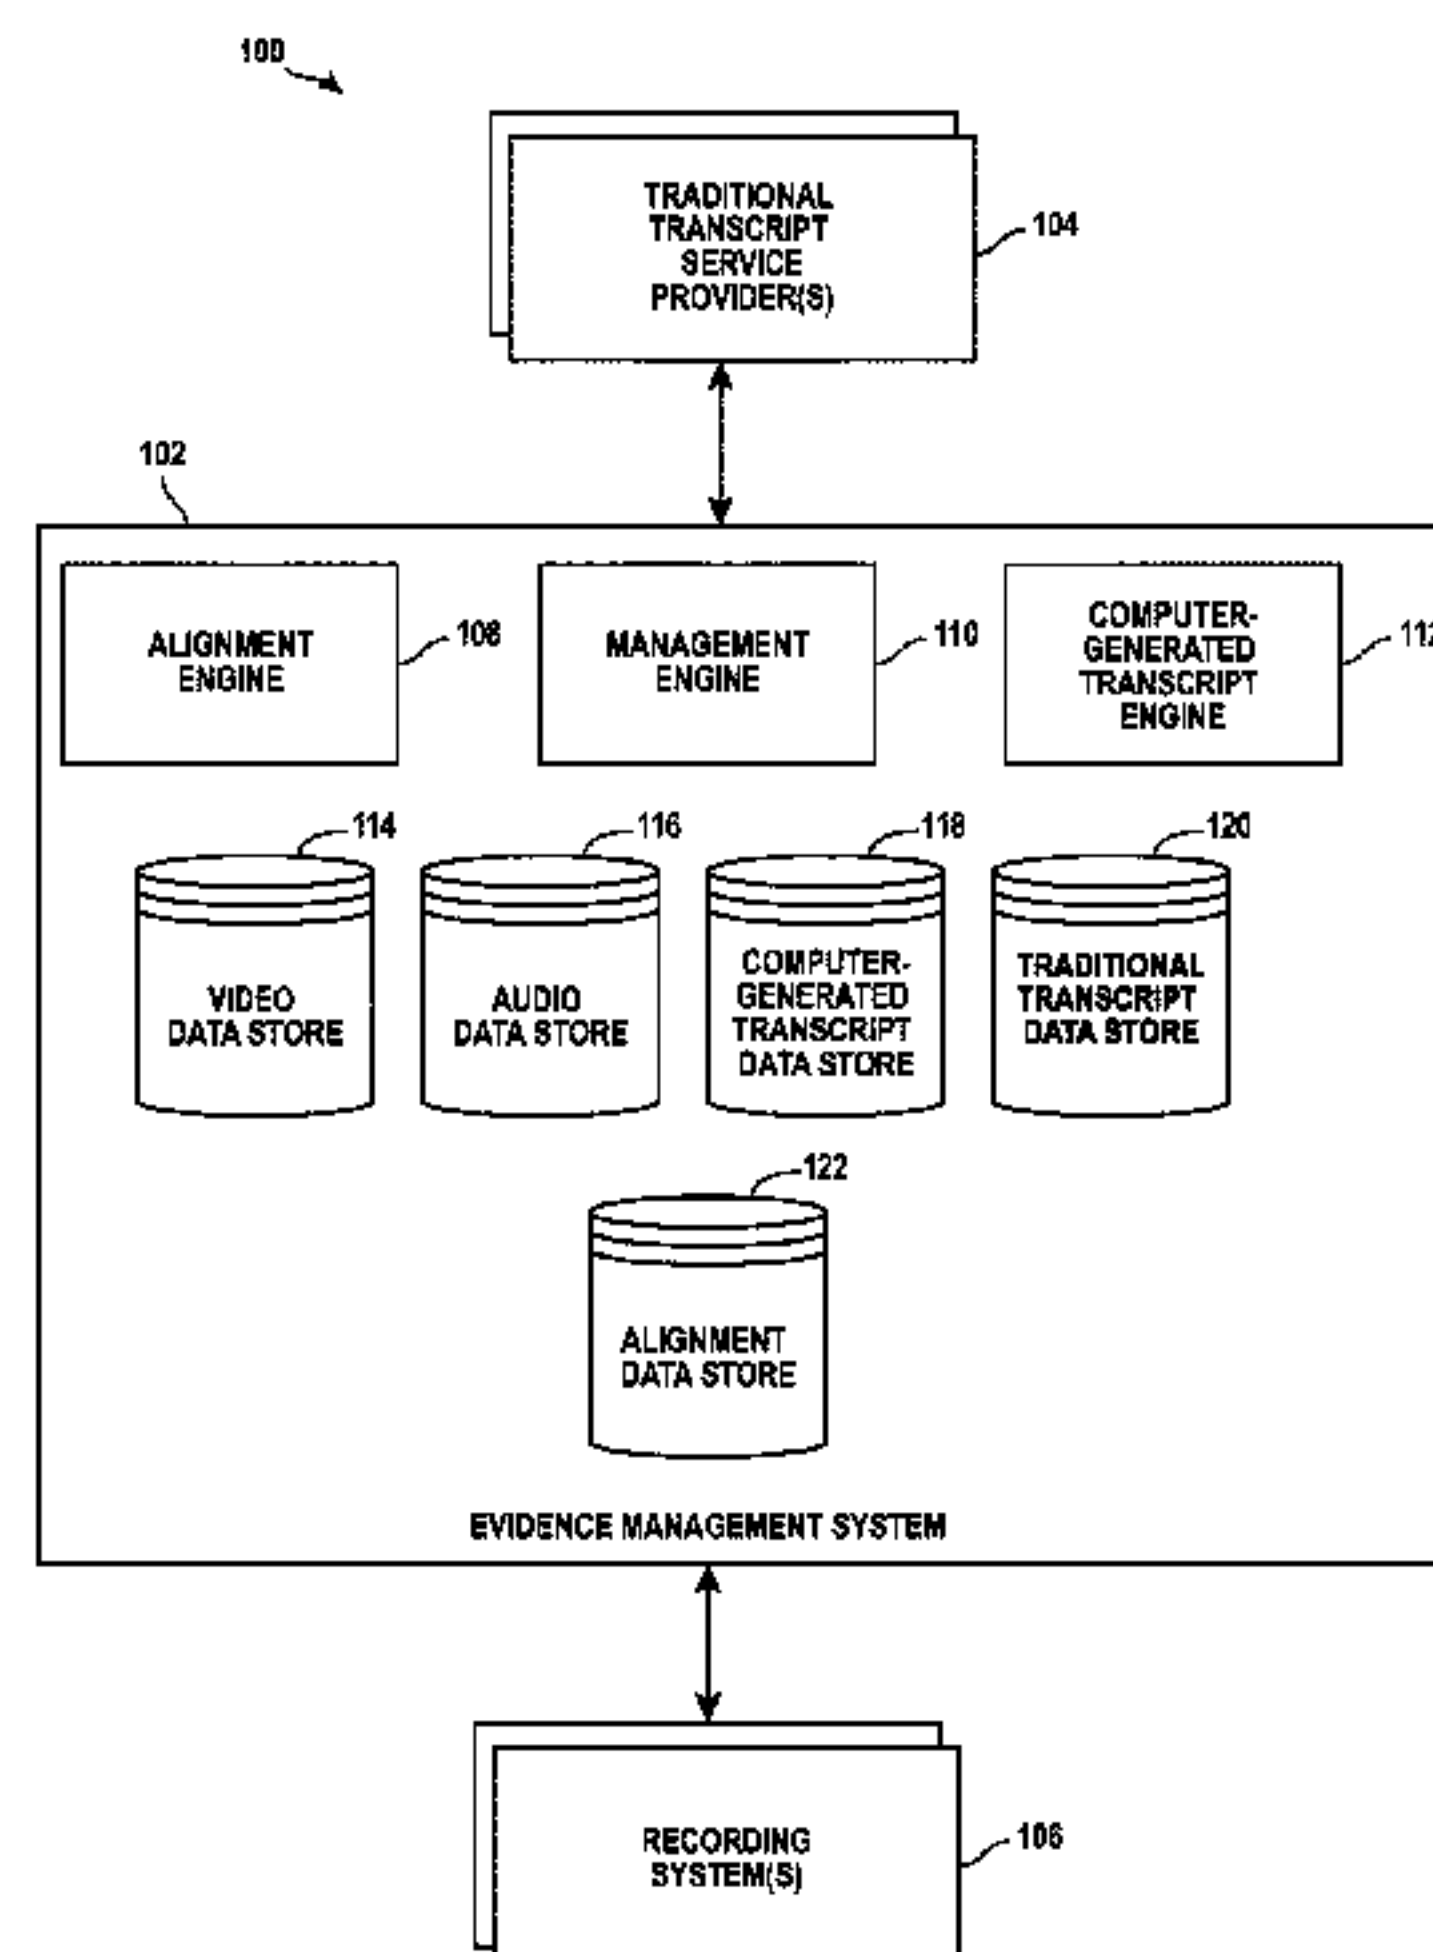 100
TRADITIONAL
TRANSCRIPT
SERVICE
PROVIDER(S)
104
102
ALIGNMENT
ENGINE
108
MANAGEMENT
ENGINE
110
COMPUTER-
GENERATED
TRANSCRIPT
ENGINE
112
114
116
118
120
VIDEO
DATA STORE
AUDIO
DATA STORE
COMPUTER-
GENERATED
TRANSCRIPT
DATA STORE
TRADITIONAL
TRANSCRIPT
DATA STORE
122
ALIGNMENT
DATA STORE
EVIDENCE MANAGEMENT SYSTEM
RECORDING
SYSTEM(S)
106